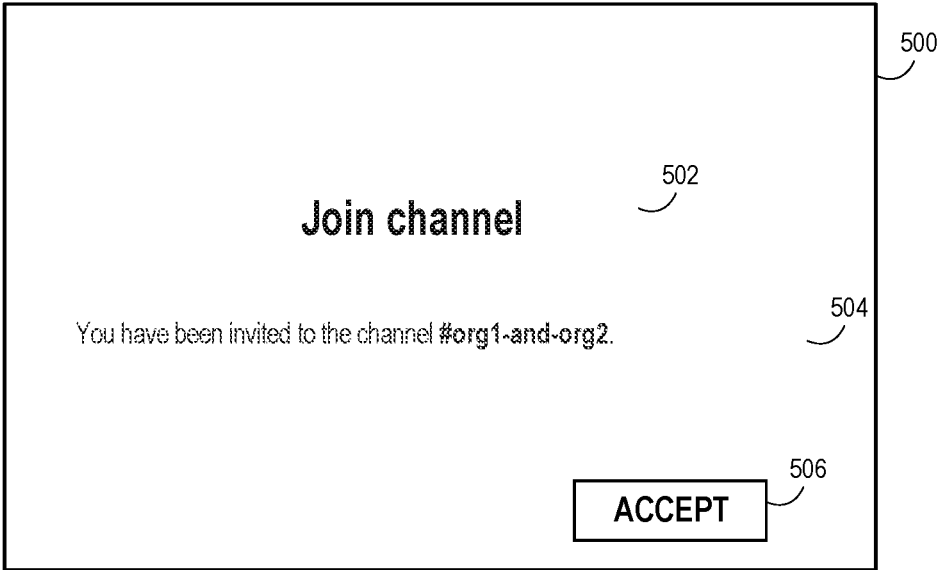 500
502
Join channel
504
You have been invited to the channel #org1-and-org2.
506
ACCEPT